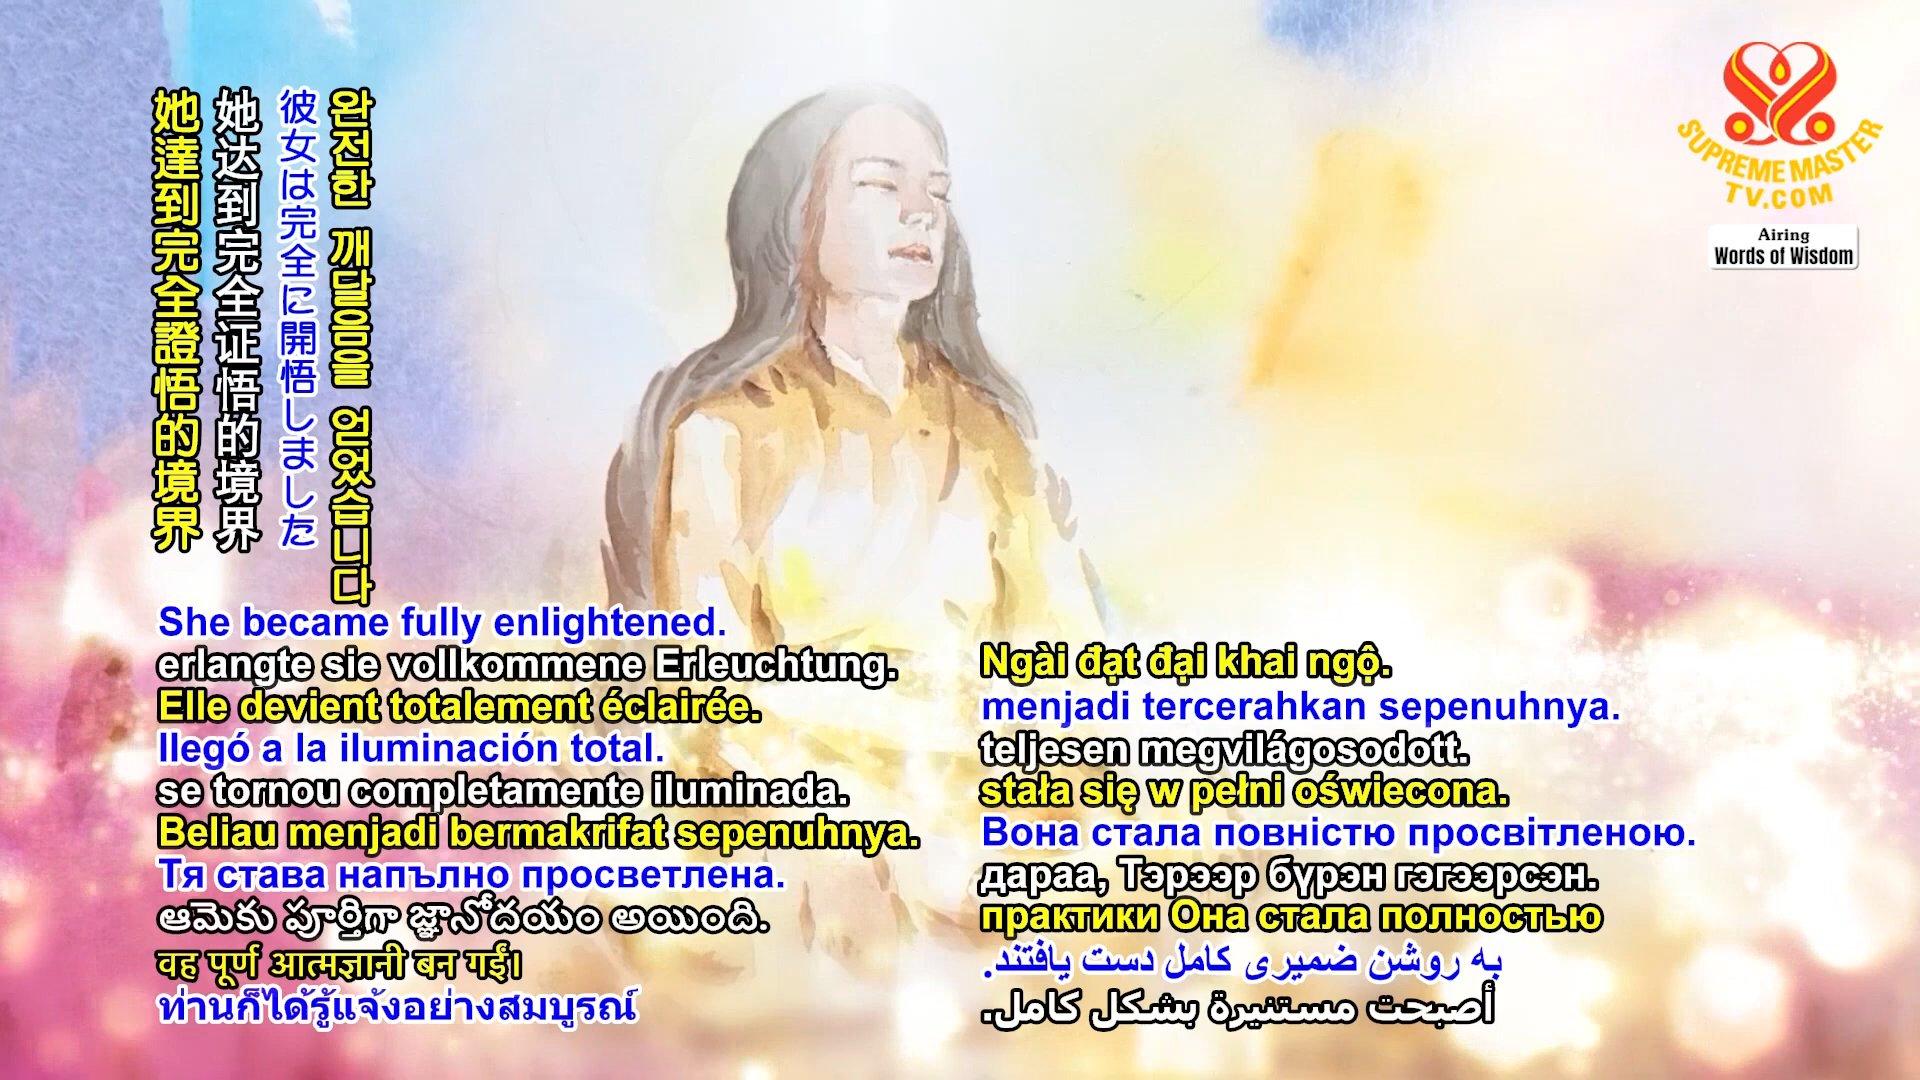 她達到完全證悟的境界
她达到完全证悟的境界
彼女は完全に開悟しました
완전한 깨달음을 얻었습니다
She became fully enlightened.
erlangte sie vollkommene Erleuchtung.
Elle devient totalement éclairée.
llegó a la iluminación total.
se tornou completamente iluminada.
Beliau menjadi bermakrifat sepenuhnya.
Тя става напълно просветлена.
ఆమెకు పూర్తిగా జ్ఞానోదయం అయింది.
वह पूर्ण आत्मज्ञानी बन गईं।
ท่านก็ได้รู้แจ้งอย่างสมบูรณ์
Ngài đạt đại khai ngộ.
menjadi tercerahkan sepenuhnya.
teljesen megvilágosodott.
stała się w pełni oświecona.
Вона стала повністю просвітленою.
дараа, Тэрээр бүрэн гэгээрсэн.
практики Она стала полностью
به روشن ضمیری کامل دست یافتند.
أصبحت مستنيرة بشكل كامل.
SUPREME MASTER
TV.COM
Airing
Words of Wisdom